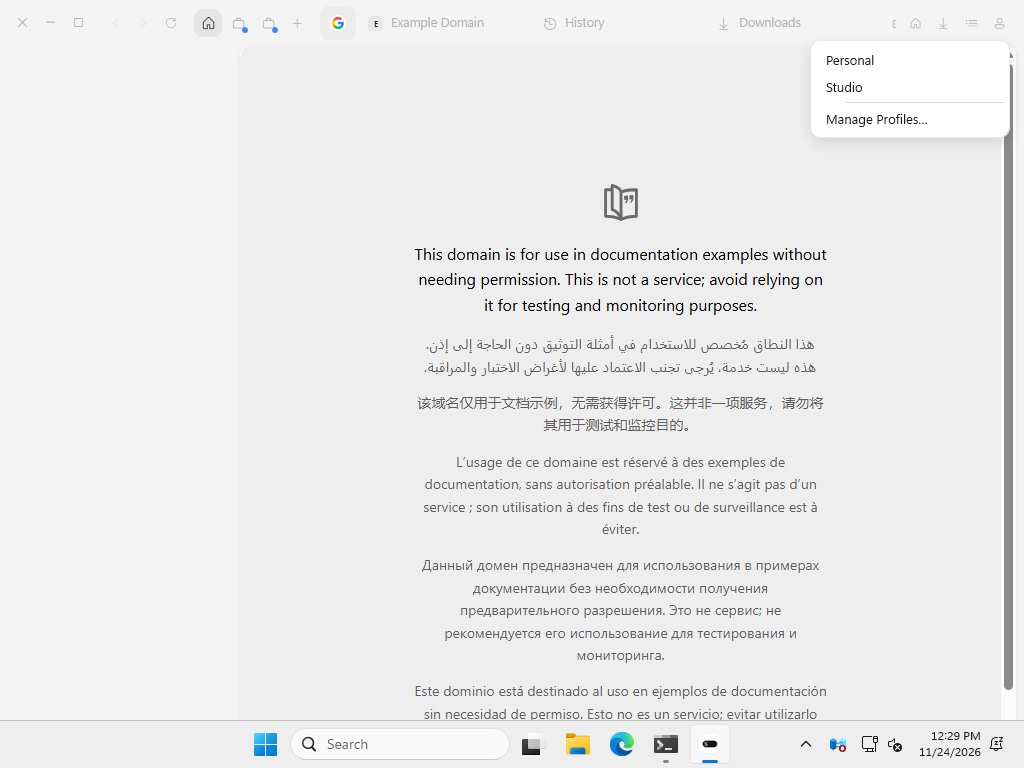 E
Example Domain
History
Downloads
Personal
Studio
Manage Profiles...
This domain is for use in documentation examples without
needing permission. This is not a service; avoid relying on
it for testing and monitoring purposes.
هذا النطاق مُخصص للاستخدام في أمثلة التوثيق دون الحاجة إلى إذن.
هذه ليست خدمة، يُرجى تجنب الاعتماد عليها لأغراض الاختبار والمراقبة.
该域名仅用于文档示例，无需获得许可。这并非一项服务，请勿将
其用于测试和监控目的。
L’usage de ce domaine est réservé à des exemples de
documentation, sans autorisation préalable. Il ne s’agit pas d’un
service ; son utilisation à des fins de test ou de surveillance est à
éviter.
Данный домен предназначен для использования в примерах
документации без необходимости получения
предварительного разрешения. Это не сервис; не
рекомендуется его использование для тестирования и
мониторинга.
Este dominio está destinado al uso en ejemplos de documentación
sin necesidad de permiso. Esto no es un servicio; evitar utilizarlo
Search
12:29 PM
11/24/2026